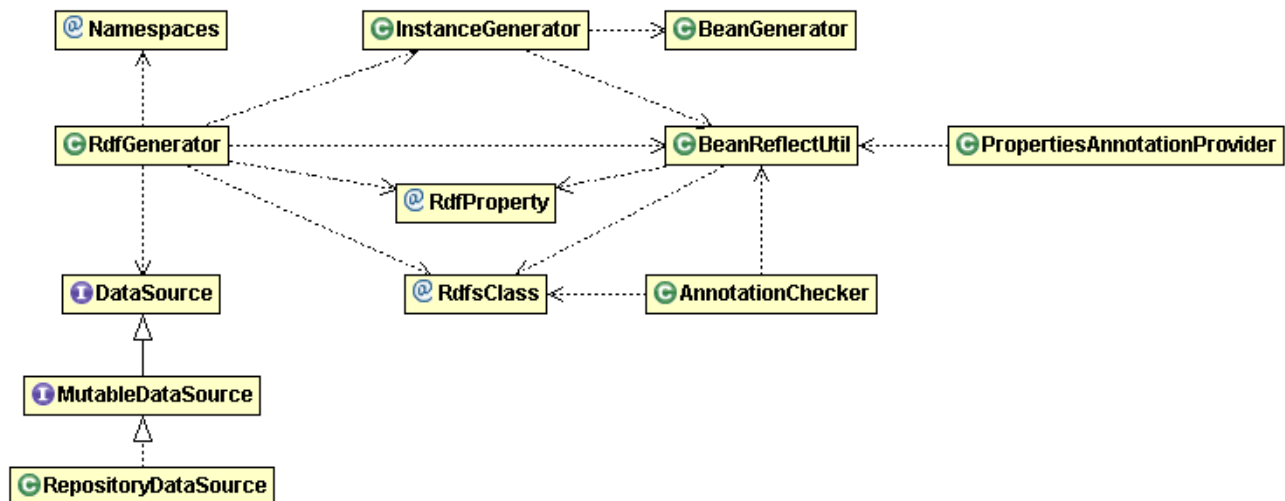 @ Namespaces
C InstanceGenerator
C BeanGenerator
C RdfGenerator
C BeanReflectUtil
C PropertiesAnnotationProvider
@ RdfProperty
I DataSource
@ RdfsClass
C AnnotationChecker
I MutableDataSource
C RepositoryDataSource